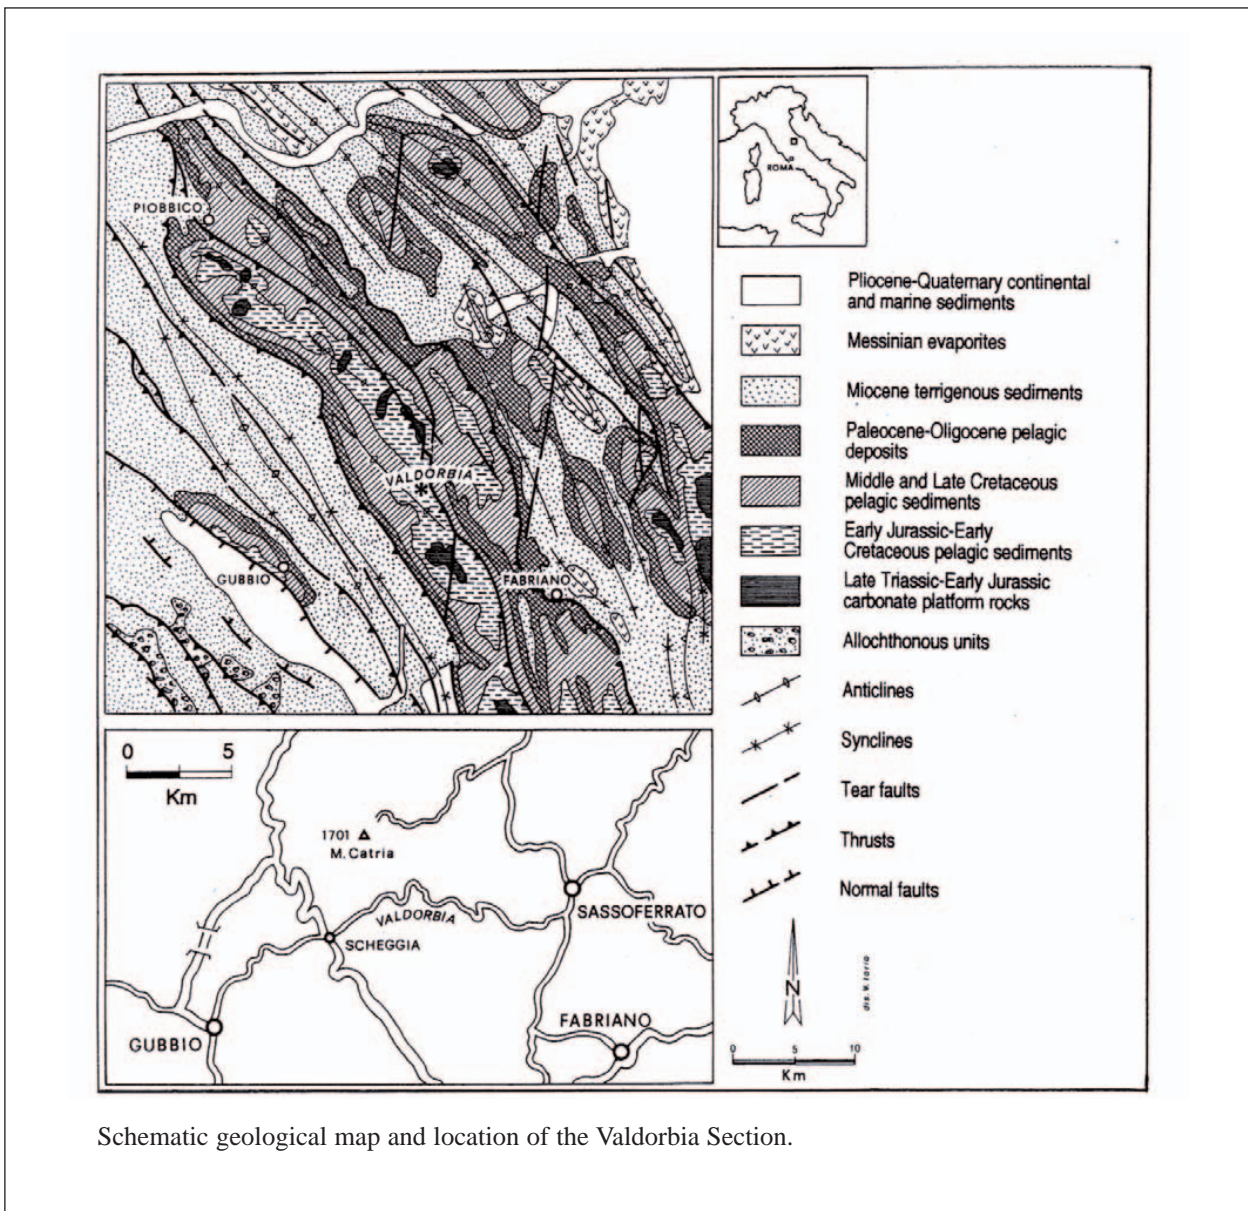 PIOBBICO
VALDORBIA
GUBBIO
FABRIANO
ROMA
Pliocene-Quaternary continental
and marine sediments
Messinian evaporites
Miocene terrigenous sediments
Paleocene-Oligocene pelagic
deposits
Middle and Late Cretaceous
pelagic sediments
Early Jurassic-Early
Cretaceous pelagic sediments
Late Triassic-Early Jurassic
carbonate platform rocks
Allochthonous units
Anticlines
Synclines
Tear faults
Thrusts
Normal faults
N
0 5 10
Km
0 5
Km
1701
M. Catria
VALDORBIA
SASSOFERRATO
SCHEGGIA
GUBBIO
FABRIANO
Schematic geological map and location of the Valdorbia Section.